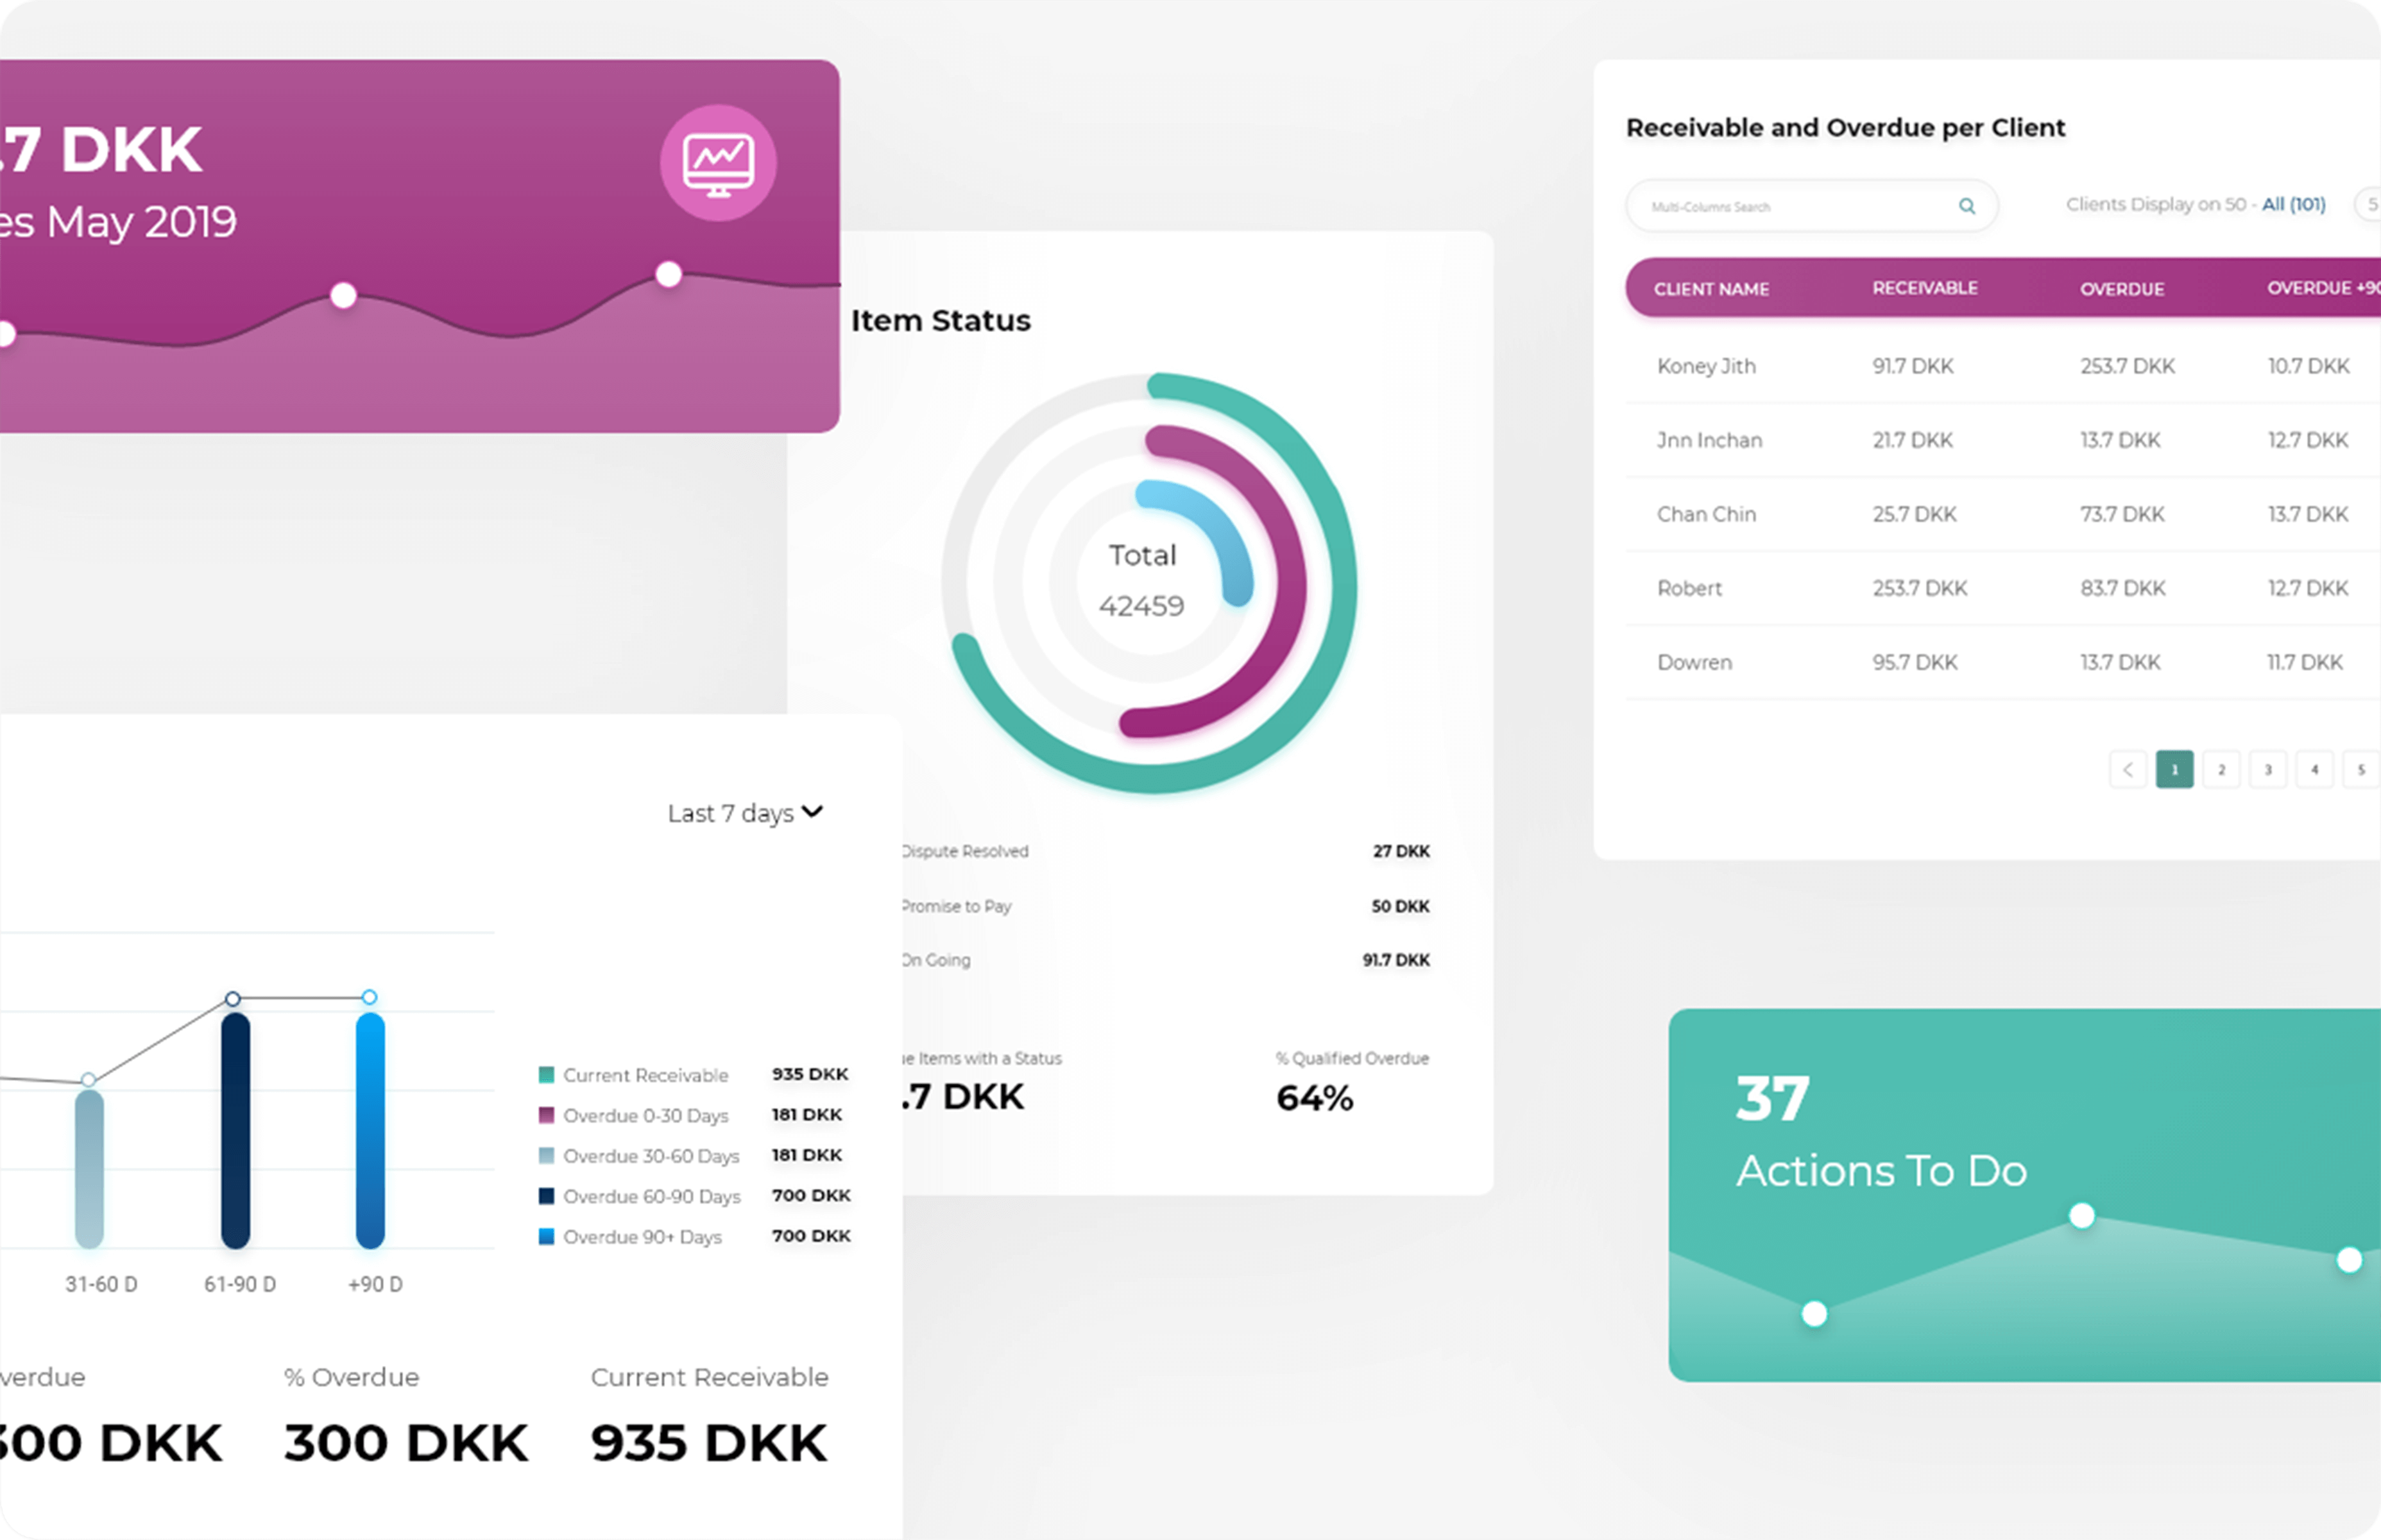 .7 DKK
es May 2019
Item Status
Total
42459
Dispute Resolved 27 DKK
Promise to Pay 50 DKK
On Going 91.7 DKK
ue Items with a Status % Qualified Overdue
.7 DKK 64%
Receivable and Overdue per Client
Multi-Columns Search Clients Display on 50 - All (101) 5
CLIENT NAME RECEIVABLE OVERDUE OVERDUE +90
Koney Jith 91.7 DKK 253.7 DKK 10.7 DKK
Jnn Inchan 21.7 DKK 13.7 DKK 12.7 DKK
Chan Chin 25.7 DKK 73.7 DKK 13.7 DKK
Robert 253.7 DKK 83.7 DKK 12.7 DKK
Dowren 95.7 DKK 13.7 DKK 11.7 DKK
1 2 3 4 5
Last 7 days
Current Receivable 935 DKK
Overdue 0-30 Days 181 DKK
Overdue 30-60 Days 181 DKK
Overdue 60-90 Days 700 DKK
Overdue 90+ Days 700 DKK
31-60 D 61-90 D +90 D
verdue % Overdue Current Receivable
300 DKK 300 DKK 935 DKK
37
Actions To Do